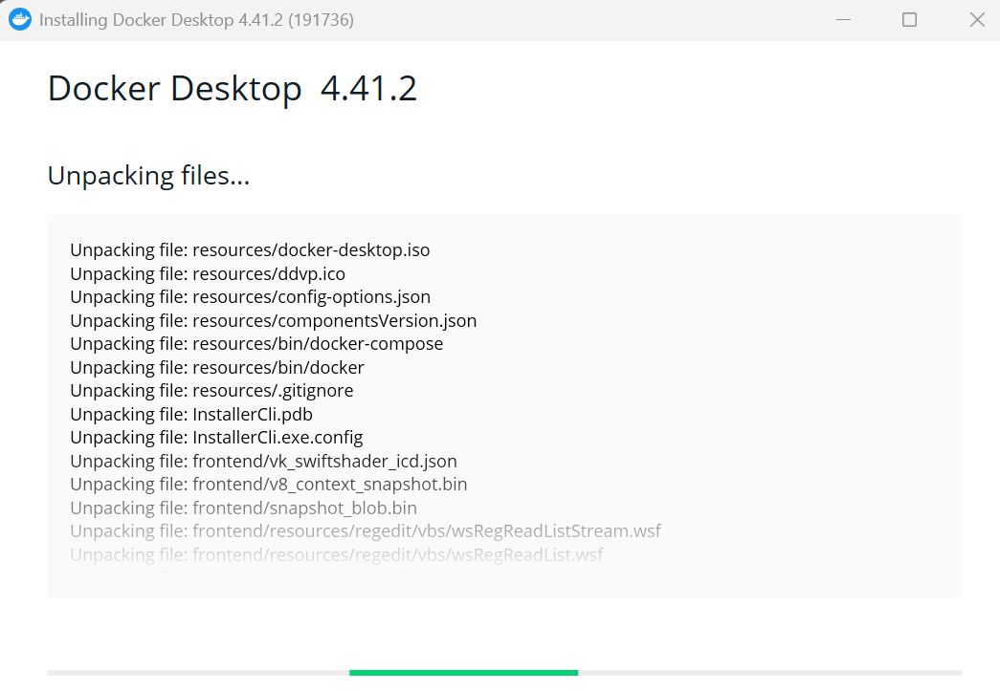 Installing Docker Desktop 4.41.2 (191736)
Docker Desktop 4.41.2
Unpacking files...
Unpacking file: resources/docker-desktop.iso
Unpacking file: resources/ddvp.ico
Unpacking file: resources/config-options.json
Unpacking file: resources/componentsVersion.json
Unpacking file: resources/bin/docker-compose
Unpacking file: resources/bin/docker
Unpacking file: resources/.gitignore
Unpacking file: InstallerCli.pdb
Unpacking file: InstallerCli.exe.config
Unpacking file: frontend/vk_swiftshader_icd.json
Unpacking file: frontend/v8_context_snapshot.bin
Unpacking file: frontend/snapshot_blob.bin
Unpacking file: frontend/resources/regedit/vbs/wsRegReadListStream.wsf
Unpacking file: frontend/resources/regedit/vbs/wsRegReadList.wsf